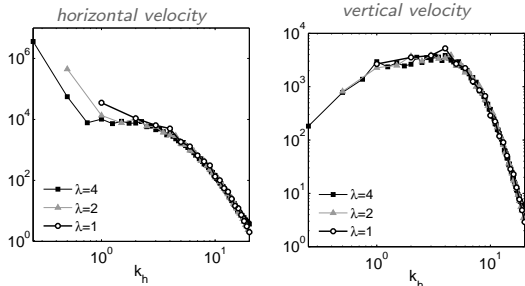 horizontal velocity
10^6
10^4
10^2
10^0
λ=4
λ=2
λ=1
10^0
10^1
k_h
vertical velocity
10^4
10^3
10^2
10^1
10^0
λ=4
λ=2
λ=1
10^0
10^1
k_h